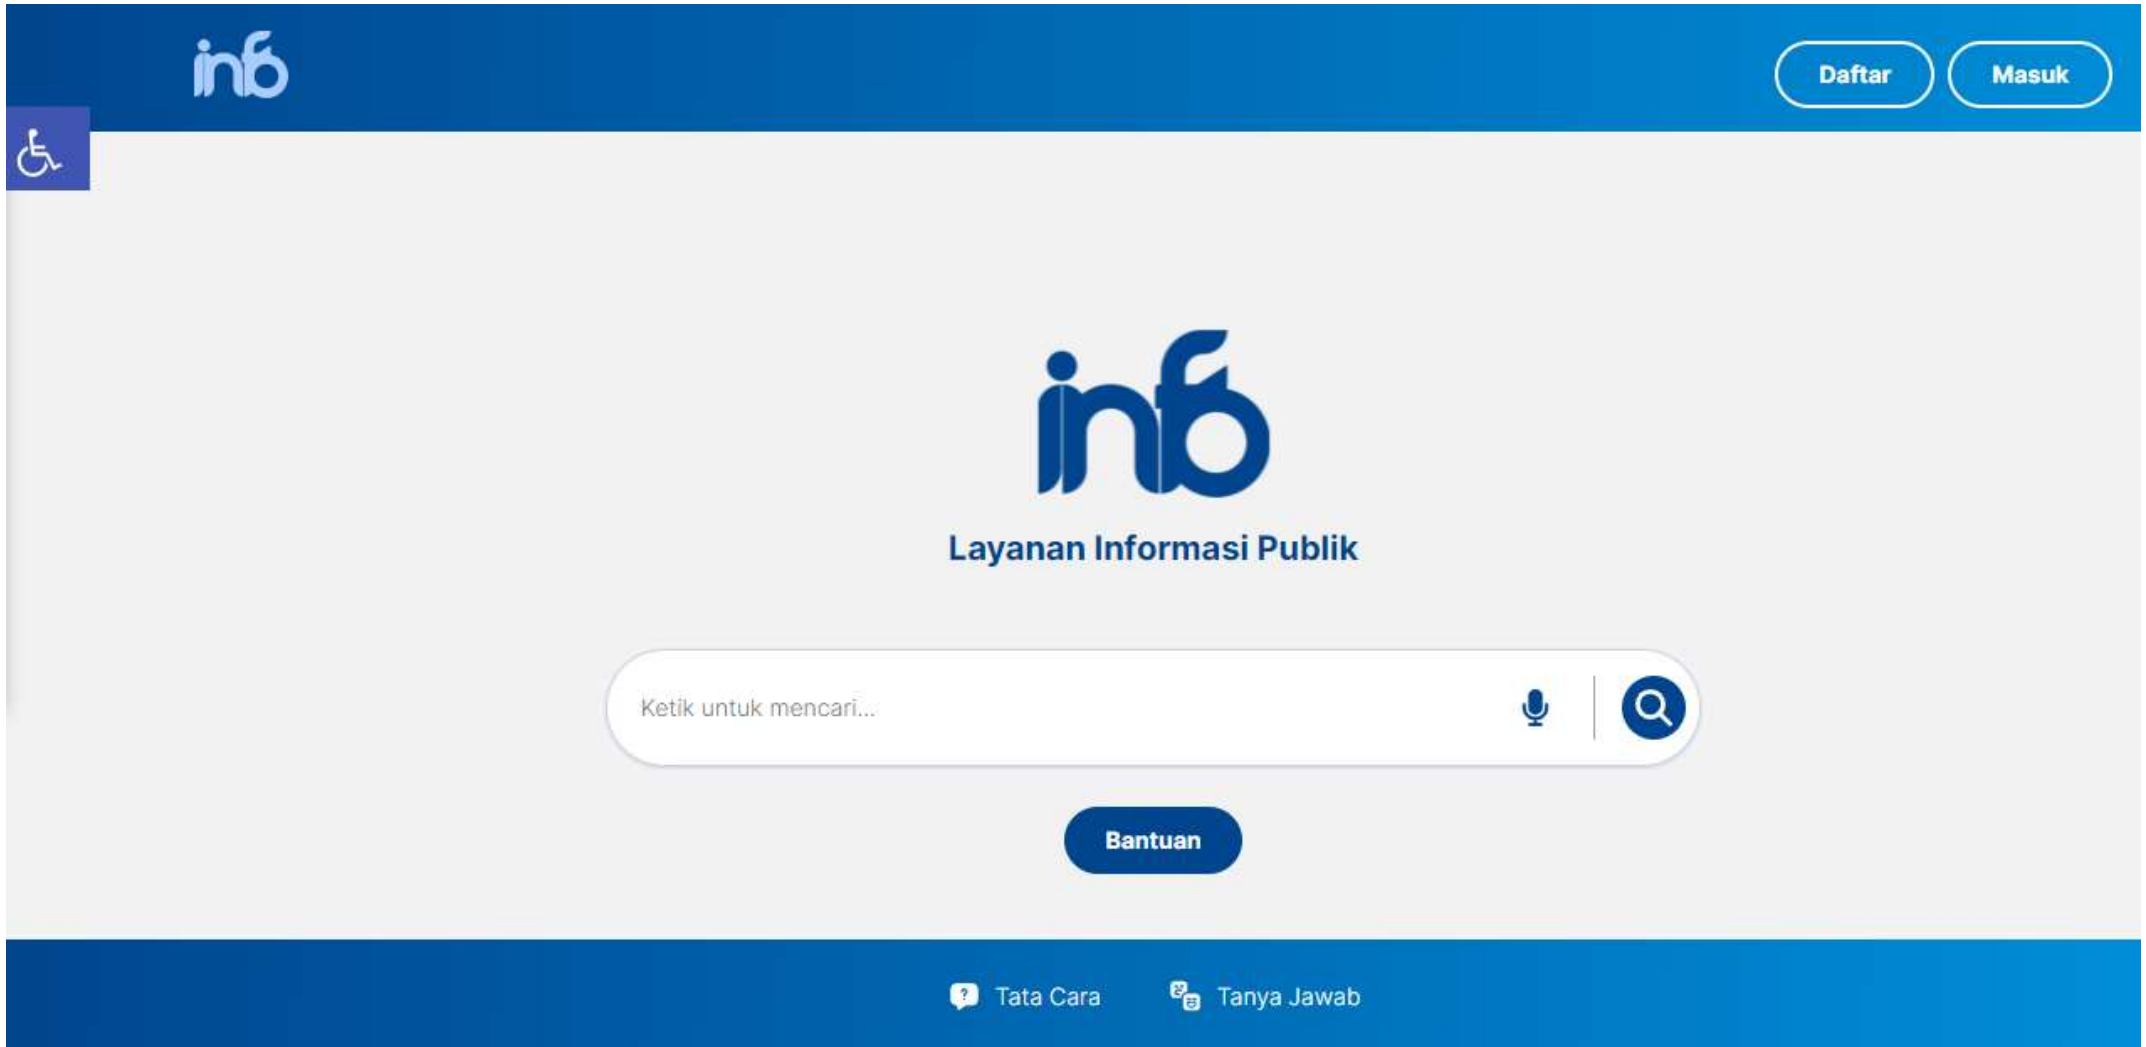 info
Daftar
Masuk
info
Layanan Informasi Publik
Ketik untuk mencari...
Bantuan
Tata Cara
Tanya Jawab